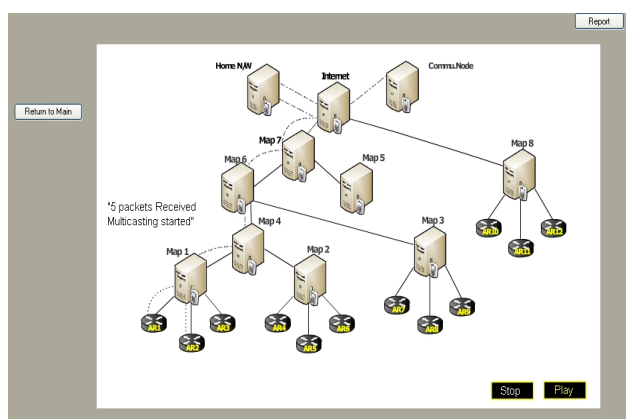 Report
Home N/W
Commu.Node
Internet
Return to Main
Map 7
Map 8
Map 6
Map 5
"5 packets Received
Multicasting started"
Map 4
Map 3
AR10
AR12
AR11
Map 1
Map 2
AR7
AR9
AR8
AR1
AR3
AR4
AR6
AR2
AR5
Stop
Play